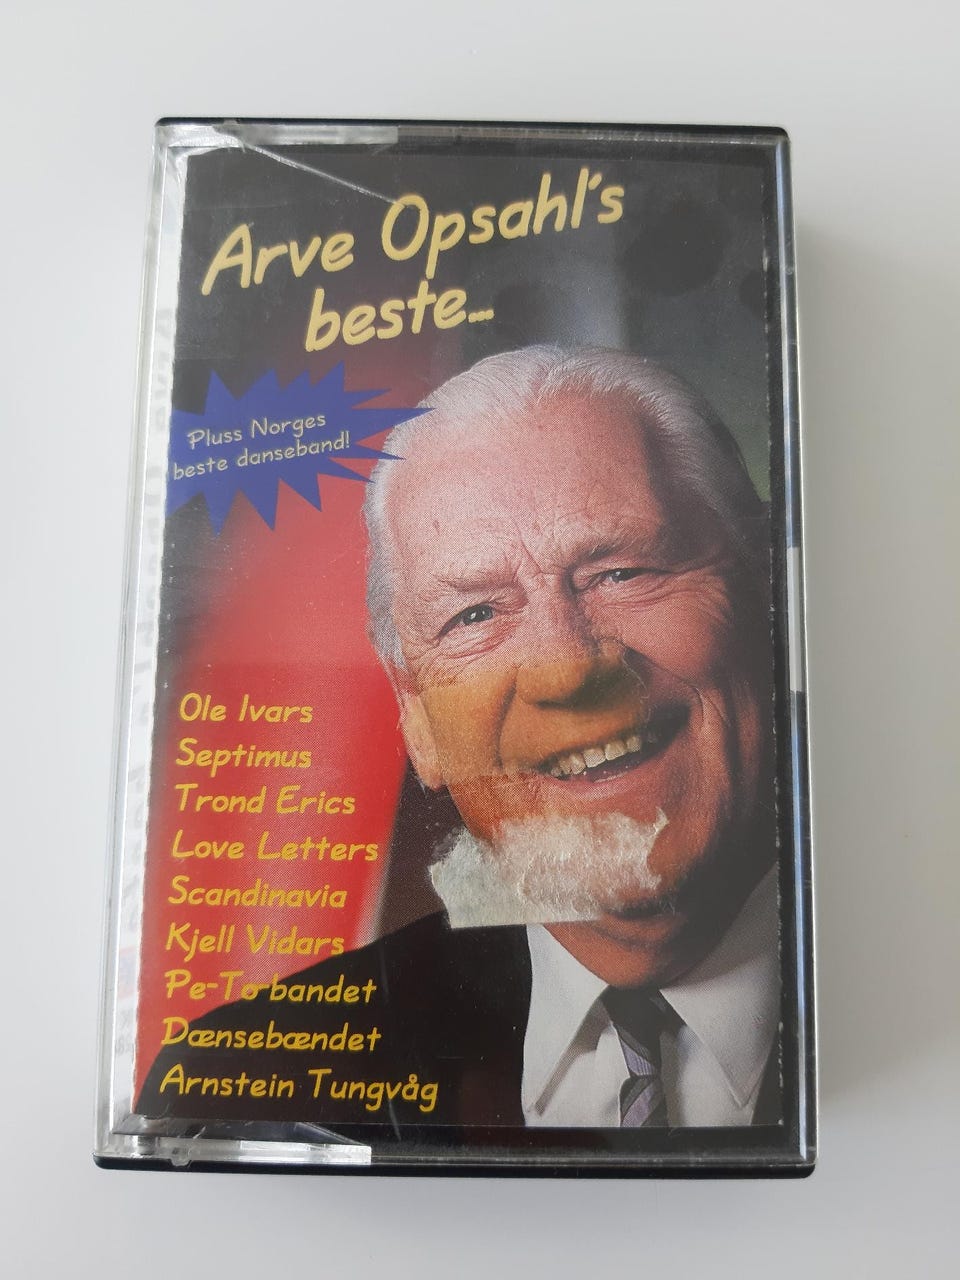 Arve Opsahl's
beste...
Pluss Norges
beste danseband!
Ole Ivars
Septimus
Trond Erics
Love Letters
Scandinavia
Kjell Vidars
Pe-To-bandet
Dænsebændet
Arnstein Tungvåg